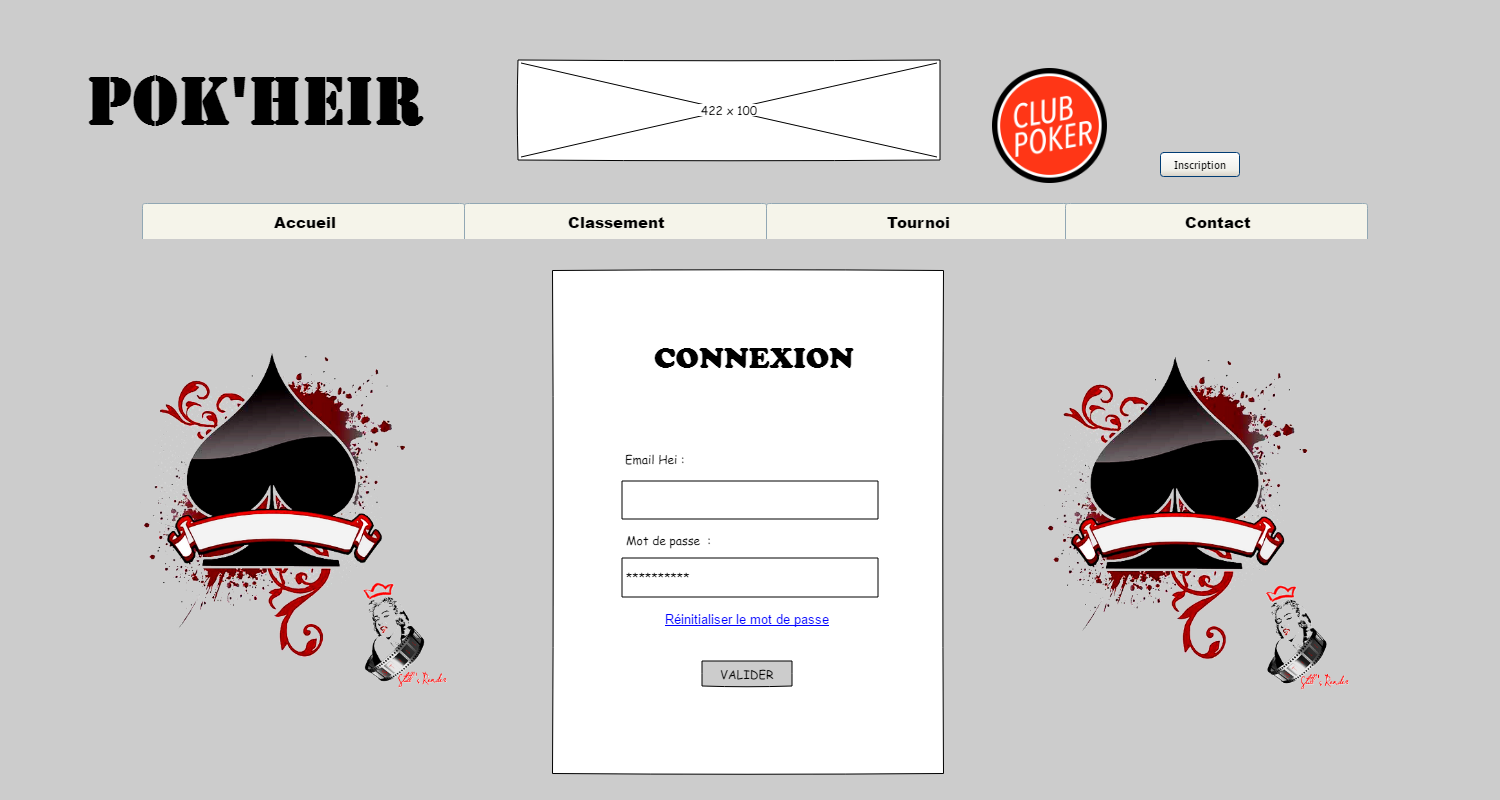 POK'HEIR
422 x 100
CLUB
POKER
Inscription
Accueil
Classement
Tournoi
Contact
CONNEXION
Email Hei :
Mot de passe :
**********
Réinitialiser le mot de passe
VALIDER